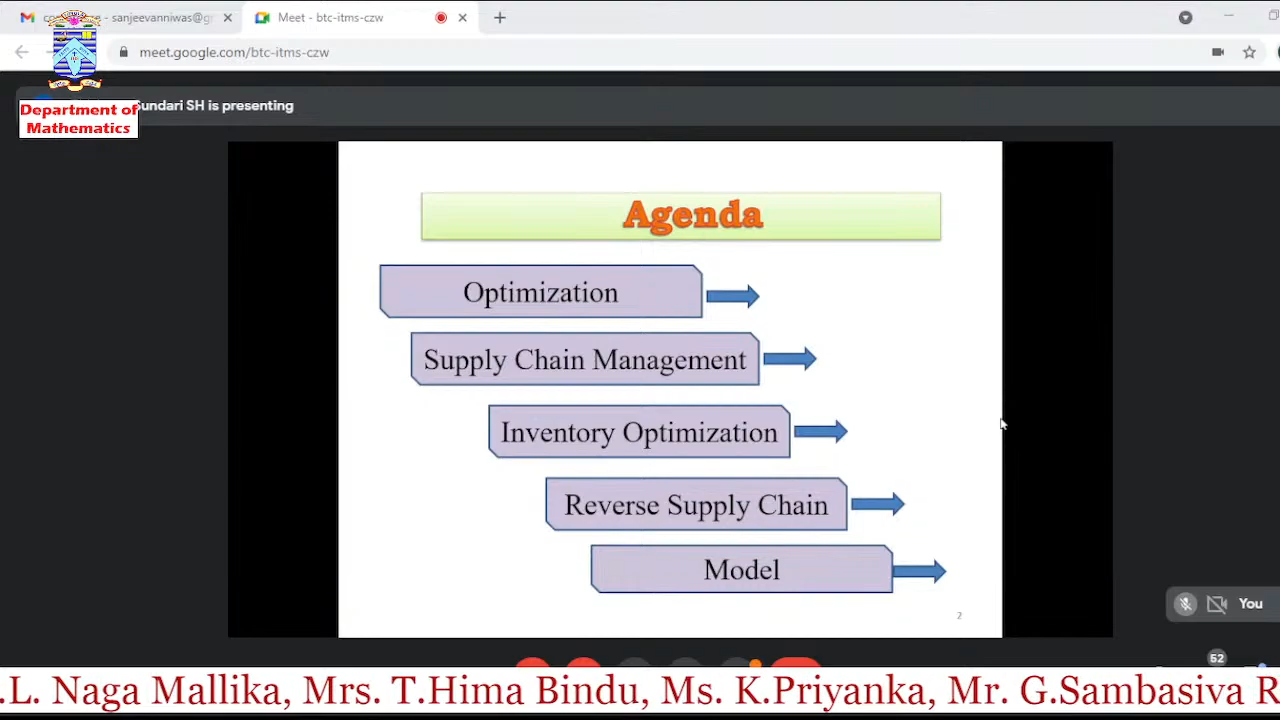 sanjeevanniwas@g
Meet - btc-itms-czw
meet.google.com/btc-itms-czw
Department of
Mathematics
undari SH is presenting
Agenda
Optimization
Supply Chain Management
Inventory Optimization
Reverse Supply Chain
Model
2
You
52
.L. Naga Mallika, Mrs. T.Hima Bindu, Ms. K.Priyanka, Mr. G.Sambasiva R